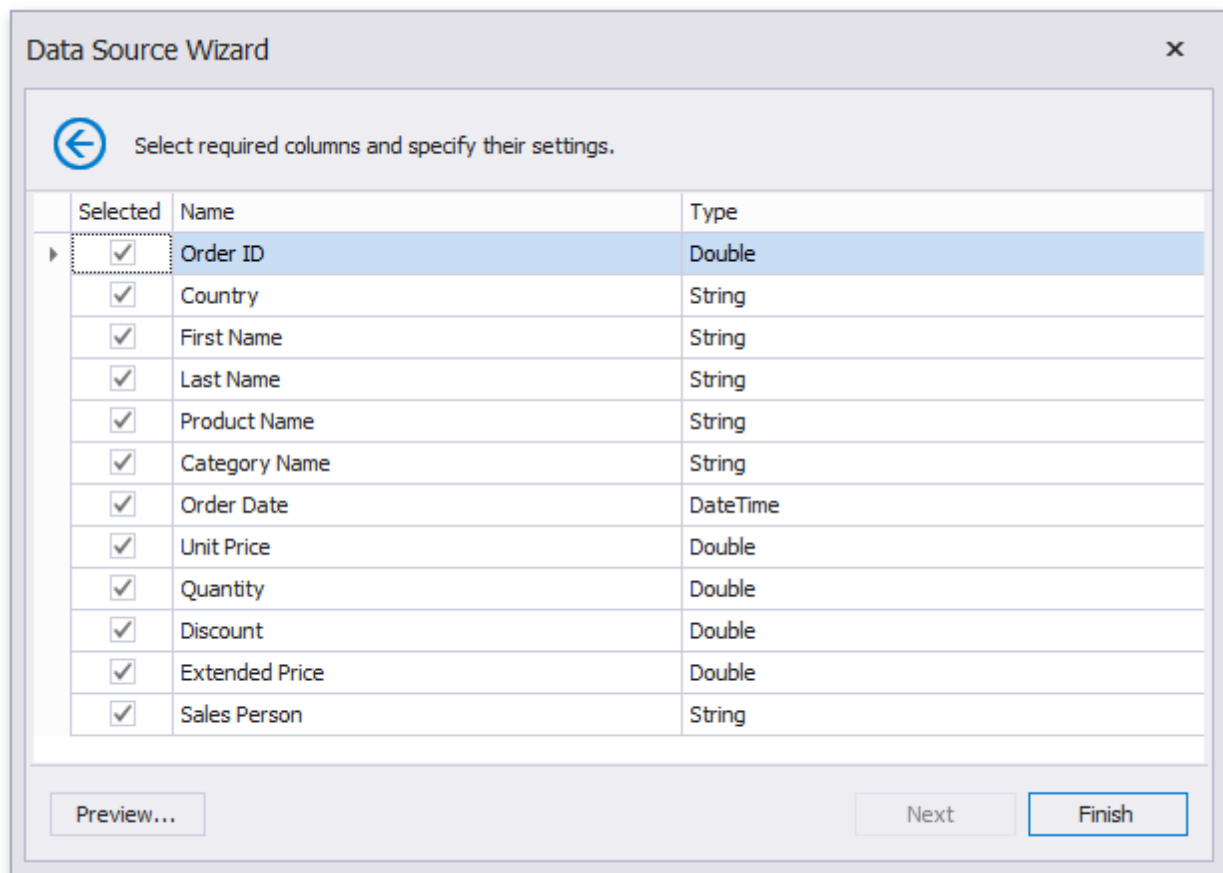 Data Source Wizard
Select required columns and specify their settings.
Selected Name Type
Order ID Double
Country String
First Name String
Last Name String
Product Name String
Category Name String
Order Date DateTime
Unit Price Double
Quantity Double
Discount Double
Extended Price Double
Sales Person String
Preview... Next Finish